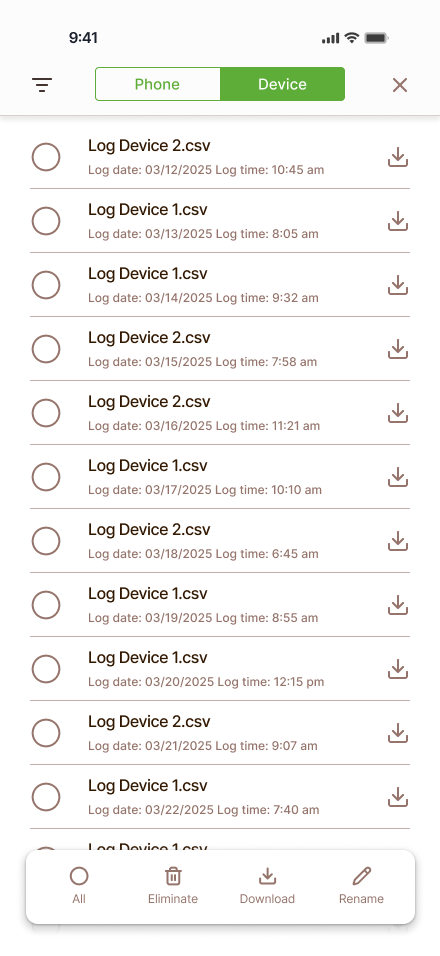 9:41
Phone
Device
Log Device 2.csv
Log date: 03/12/2025 Log time: 10:45 am
Log Device 1.csv
Log date: 03/13/2025 Log time: 8:05 am
Log Device 1.csv
Log date: 03/14/2025 Log time: 9:32 am
Log Device 2.csv
Log date: 03/15/2025 Log time: 7:58 am
Log Device 2.csv
Log date: 03/16/2025 Log time: 11:21 am
Log Device 1.csv
Log date: 03/17/2025 Log time: 10:10 am
Log Device 2.csv
Log date: 03/18/2025 Log time: 6:45 am
Log Device 1.csv
Log date: 03/19/2025 Log time: 8:55 am
Log Device 1.csv
Log date: 03/20/2025 Log time: 12:15 pm
Log Device 2.csv
Log date: 03/21/2025 Log time: 9:07 am
Log Device 1.csv
Log date: 03/22/2025 Log time: 7:40 am
Log Device 1.csv
All
Eliminate
Download
Rename